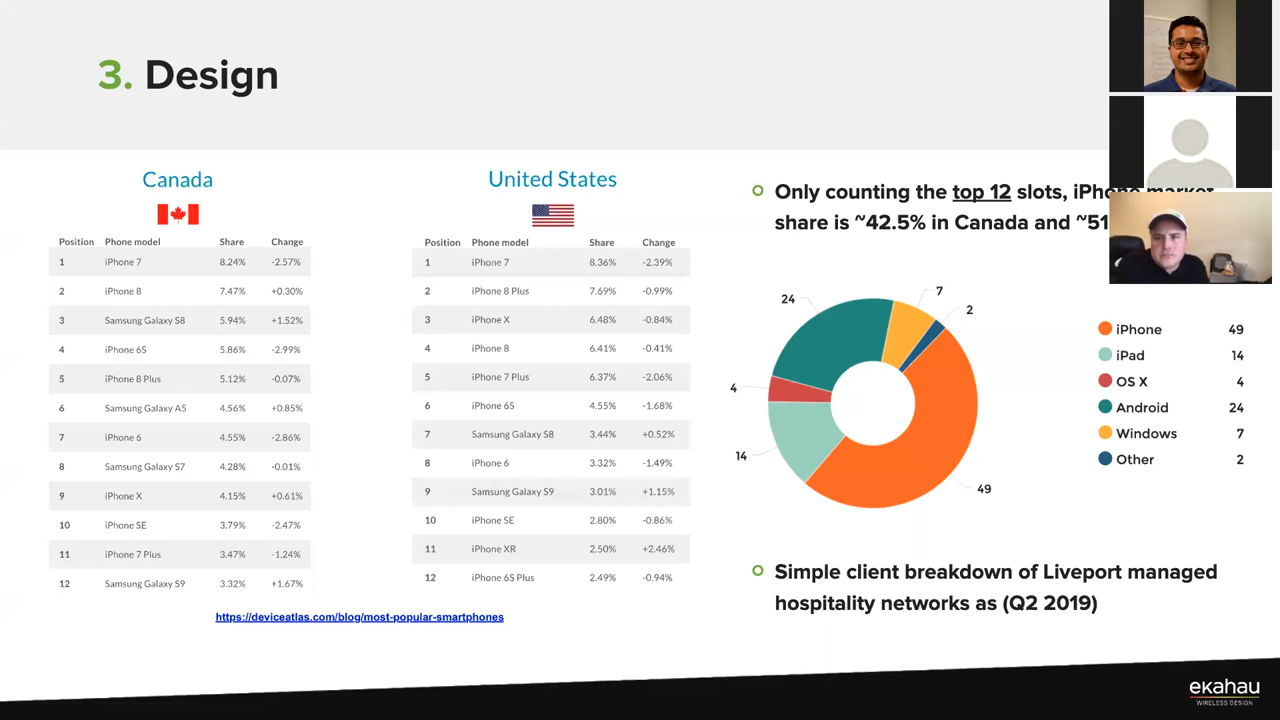 3. Design
Canada
Position Phone model Share Change
1 iPhone 7 8.24% -2.57%
2 iPhone 8 7.47% +0.30%
3 Samsung Galaxy S8 5.94% +1.52%
4 iPhone 6S 5.86% -2.99%
5 iPhone 8 Plus 5.12% -0.07%
6 Samsung Galaxy A5 4.56% +0.85%
7 iPhone 6 4.55% -2.86%
8 Samsung Galaxy S7 4.28% -0.01%
9 iPhone X 4.15% +0.61%
10 iPhone SE 3.79% -2.47%
11 iPhone 7 Plus 3.47% -1.24%
12 Samsung Galaxy S9 3.32% +1.67%
United States
Position Phone model Share Change
1 iPhone 7 8.36% -2.39%
2 iPhone 8 Plus 7.69% -0.99%
3 iPhone X 6.48% -0.84%
4 iPhone 8 6.41% -0.41%
5 iPhone 7 Plus 6.37% -2.06%
6 iPhone 6S 4.55% -1.68%
7 Samsung Galaxy S8 3.44% +0.52%
8 iPhone 6 3.32% -1.49%
9 Samsung Galaxy S9 3.01% +1.15%
10 iPhone SE 2.80% -0.86%
11 iPhone XR 2.50% +2.46%
12 iPhone 6S Plus 2.49% -0.94%
https://deviceatlas.com/blog/most-popular-smartphones
Only counting the top 12 slots, iPhone market
share is ~42.5% in Canada and ~51
24
7
2
4
14
49
iPhone 49
iPad 14
OS X 4
Android 24
Windows 7
Other 2
Simple client breakdown of Liveport managed
hospitality networks as (Q2 2019)
ekahau
WIRELESS DESIGN